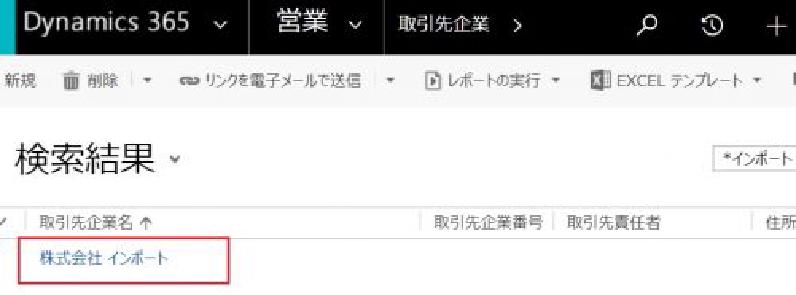 Dynamics 365 営業 取引先企業
新規 削除 リンクを電子メールで送信 レポートの実行 EXCEL テンプレート
検索結果 *インポート
取引先企業名 取引先企業番号 取引先責任者 住所
株式会社 インポート